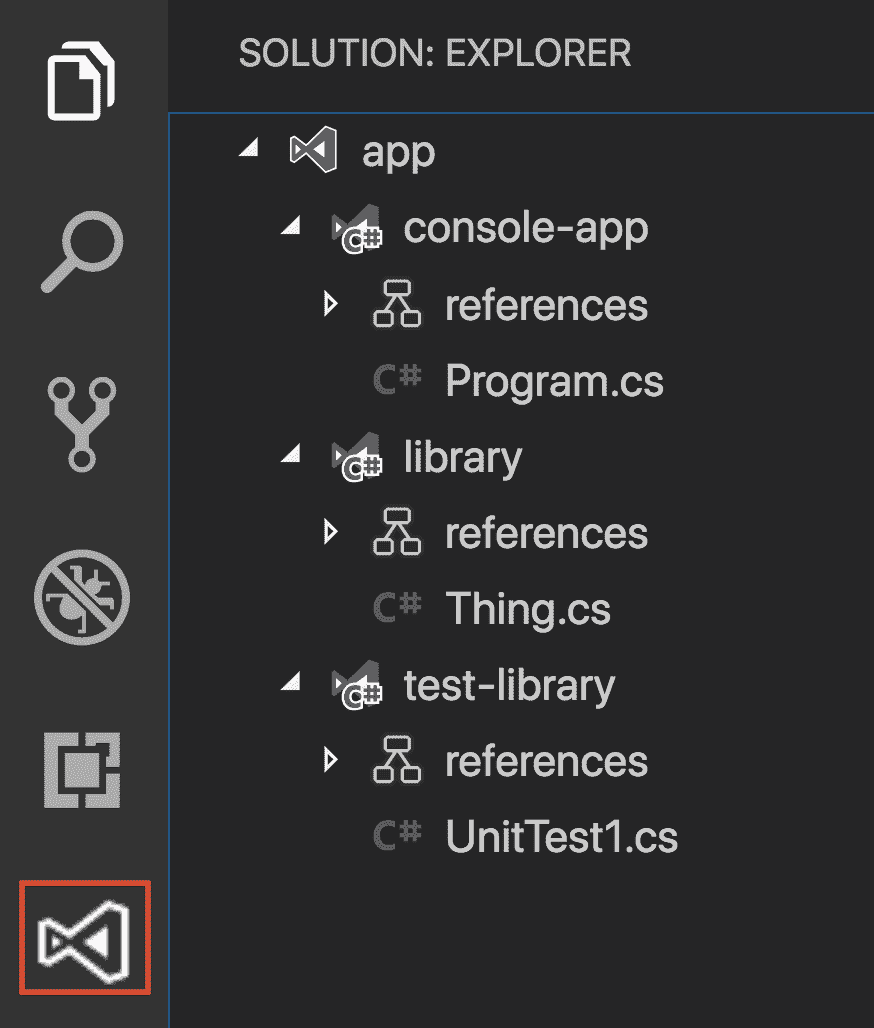 SOLUTION: EXPLORER
app
console-app
references
C# Program.cs
library
references
C# Thing.cs
test-library
references
C# UnitTest1.cs